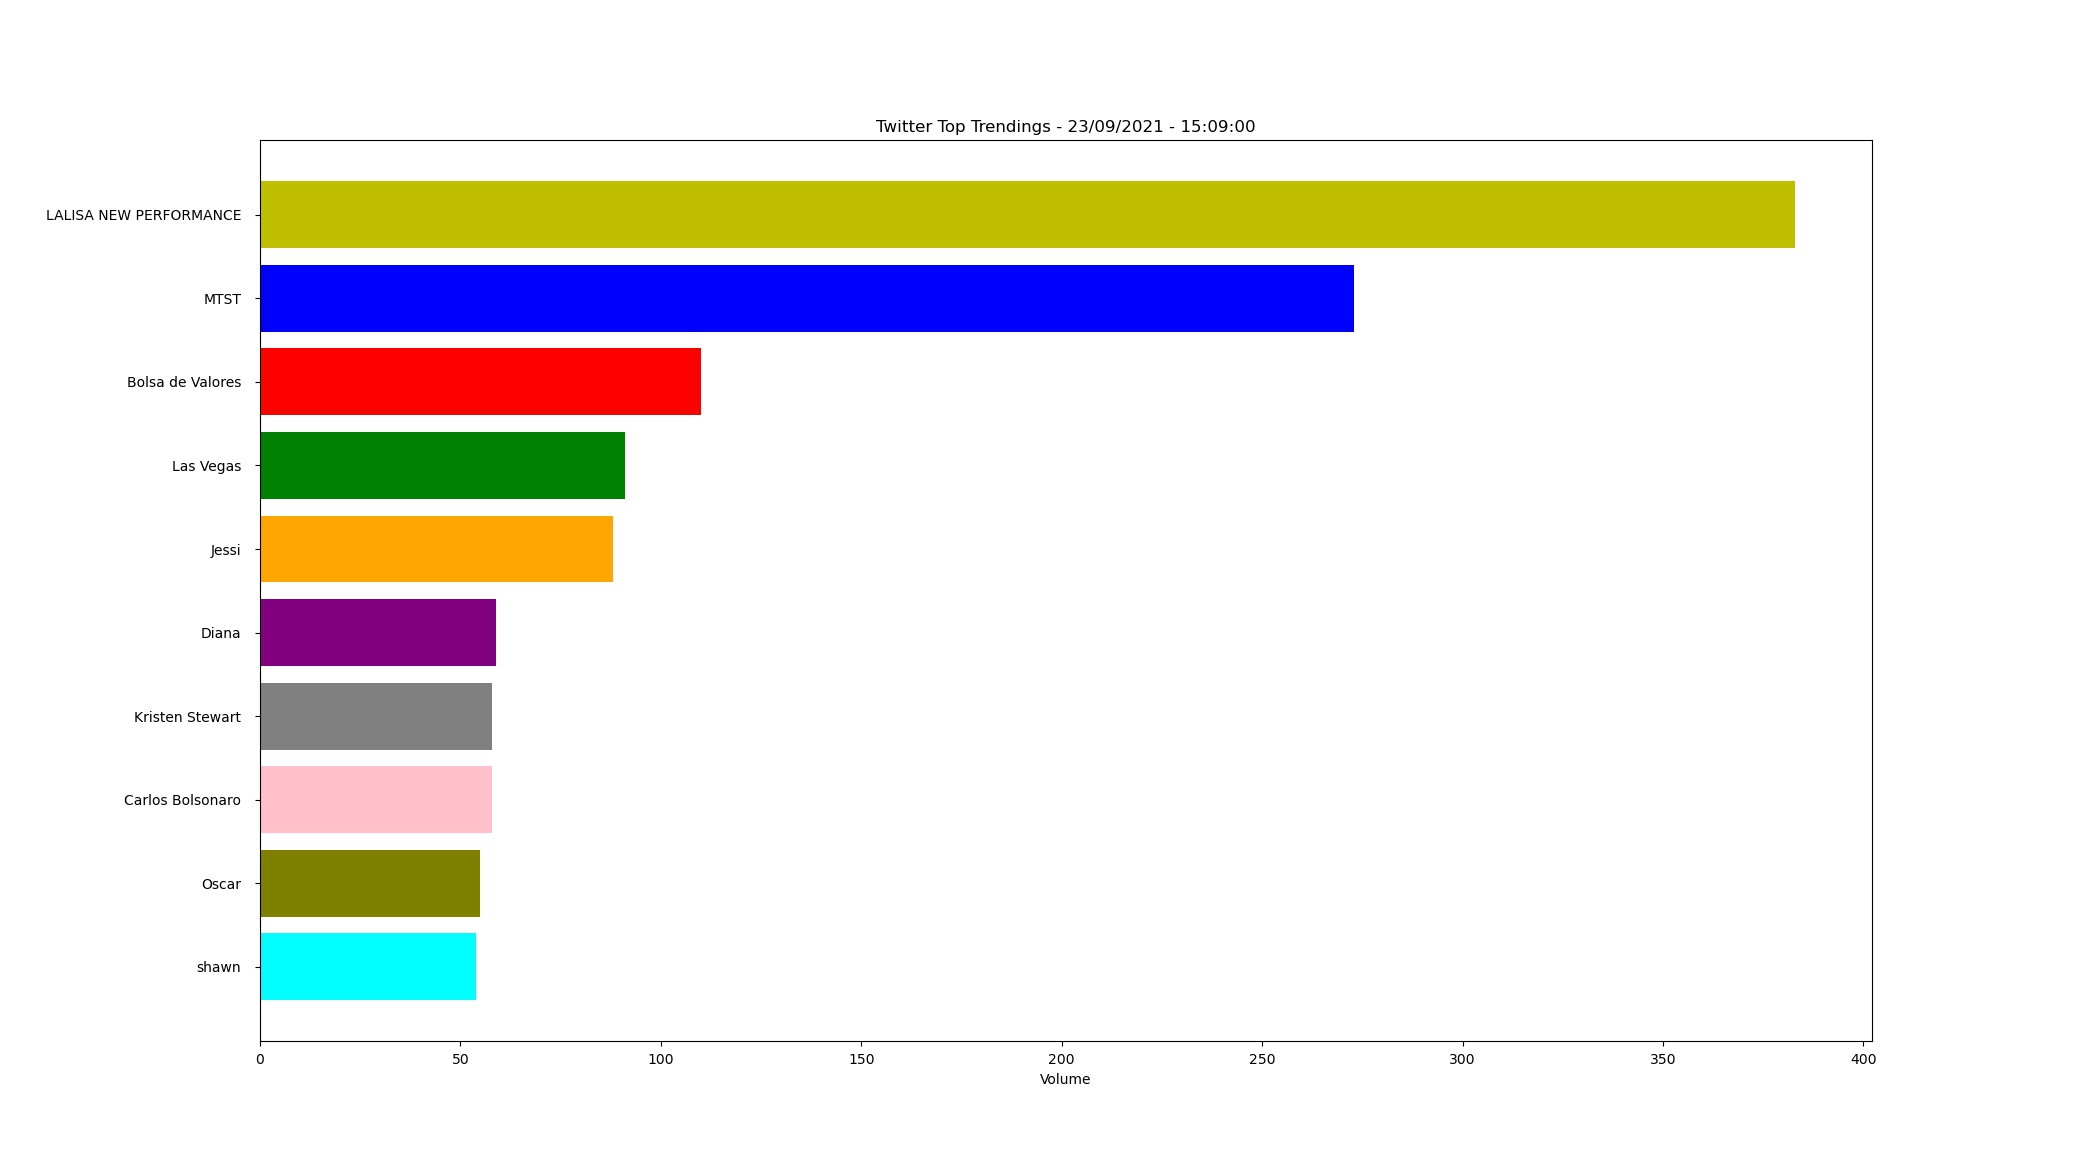 Twitter Top Trendings - 23/09/2021 - 15:09:00
LALISA NEW PERFORMANCE
MTST
Bolsa de Valores
Las Vegas
Jessi
Diana
Kristen Stewart
Carlos Bolsonaro
Oscar
shawn
0 50 100 150 200 250 300 350 400
Volume